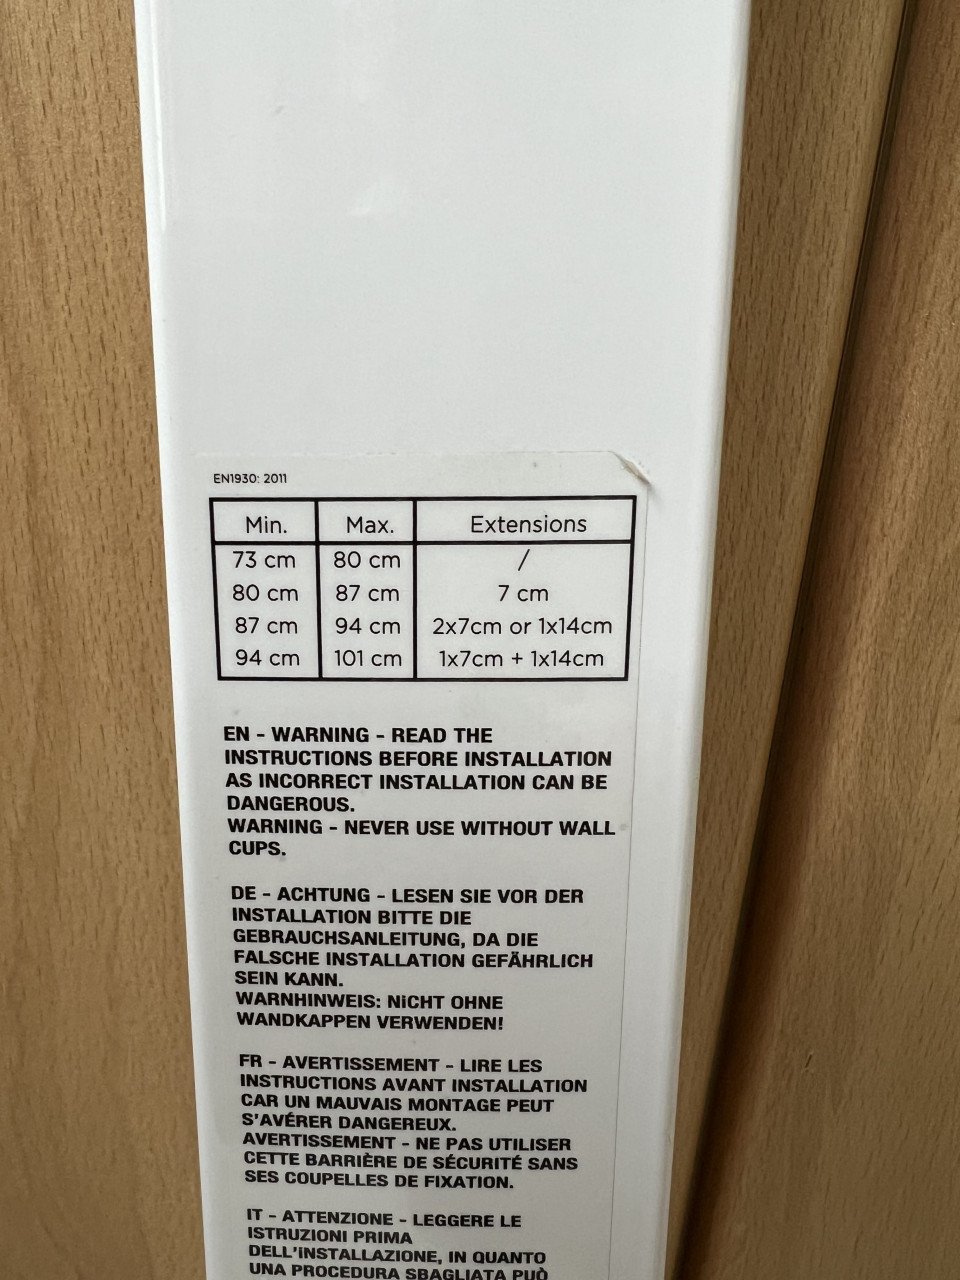 EN1930: 2011
Min. Max. Extensions
73 cm 80 cm /
80 cm 87 cm 7 cm
87 cm 94 cm 2x7cm or 1x14cm
94 cm 101 cm 1x7cm + 1x14cm
EN - WARNING - READ THE
INSTRUCTIONS BEFORE INSTALLATION
AS INCORRECT INSTALLATION CAN BE
DANGEROUS.
WARNING - NEVER USE WITHOUT WALL
CUPS.
DE - ACHTUNG - LESEN SIE VOR DER
INSTALLATION BITTE DIE
GEBRAUCHSANLEITUNG, DA DIE
FALSCHE INSTALLATION GEFÄHRLICH
SEIN KANN.
WARNHINWEIS: NiCHT OHNE
WANDKAPPEN VERWENDEN!
FR - AVERTISSEMENT - LIRE LES
INSTRUCTIONS AVANT INSTALLATION
CAR UN MAUVAIS MONTAGE PEUT
S'AVÉRER DANGEREUX.
AVERTISSEMENT - NE PAS UTILISER
CETTE BARRIÈRE DE SÉCURITÉ SANS
SES COUPELLES DE FIXATION.
IT - ATTENZIONE - LEGGERE LE
ISTRUZIONI PRIMA
DELL'iNSTALLAZIONE, IN QUANTO
UNA PROCEDURA SBAGLIATA PUÒ